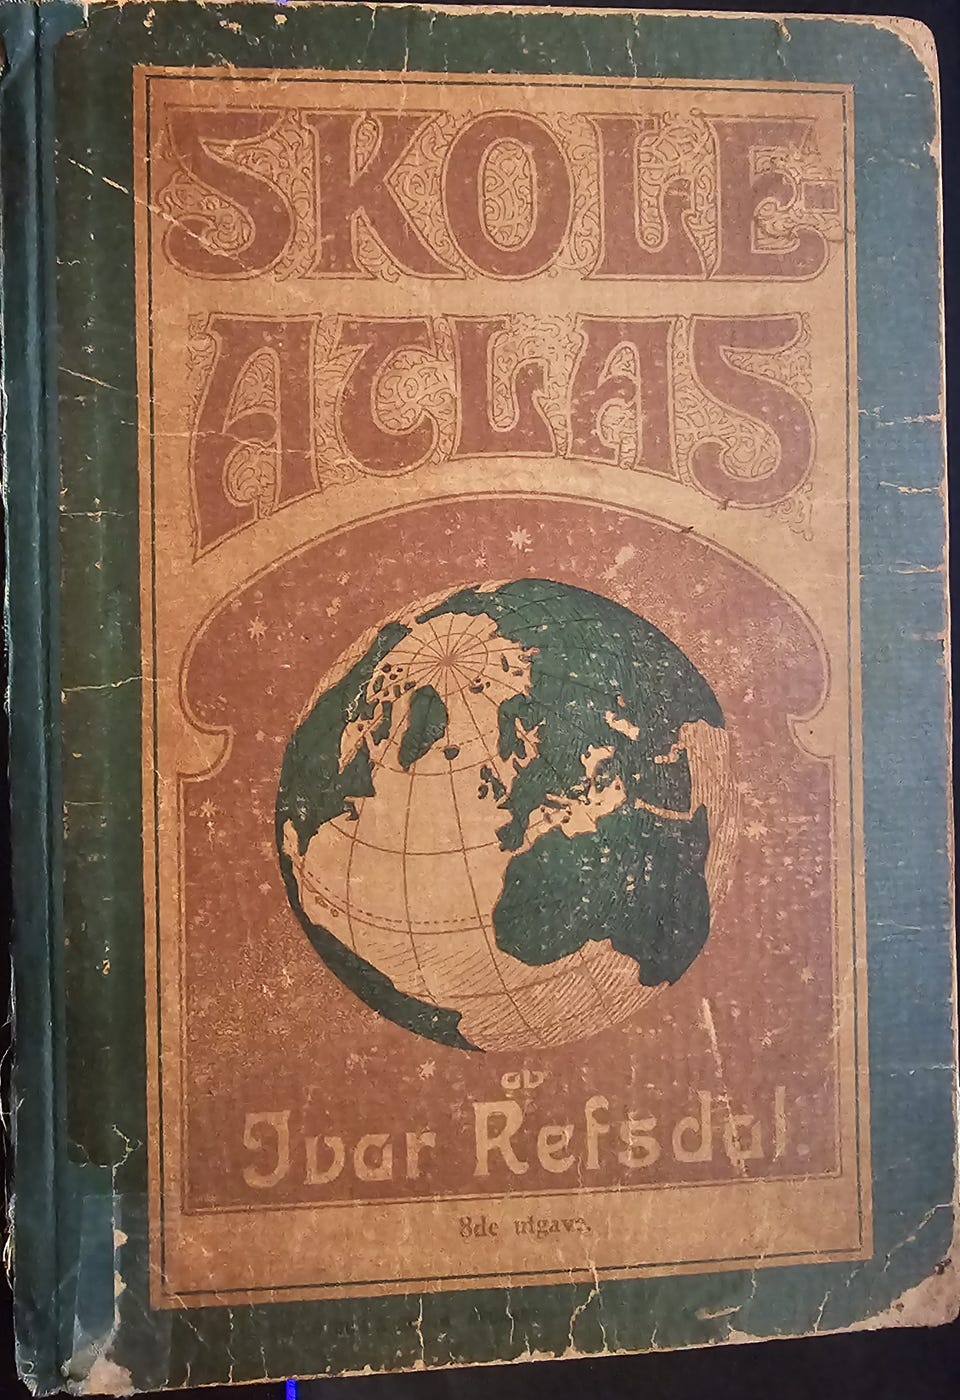 SKOLE-
ATLAS
av
Ivar Refsdal.
8de utgave.